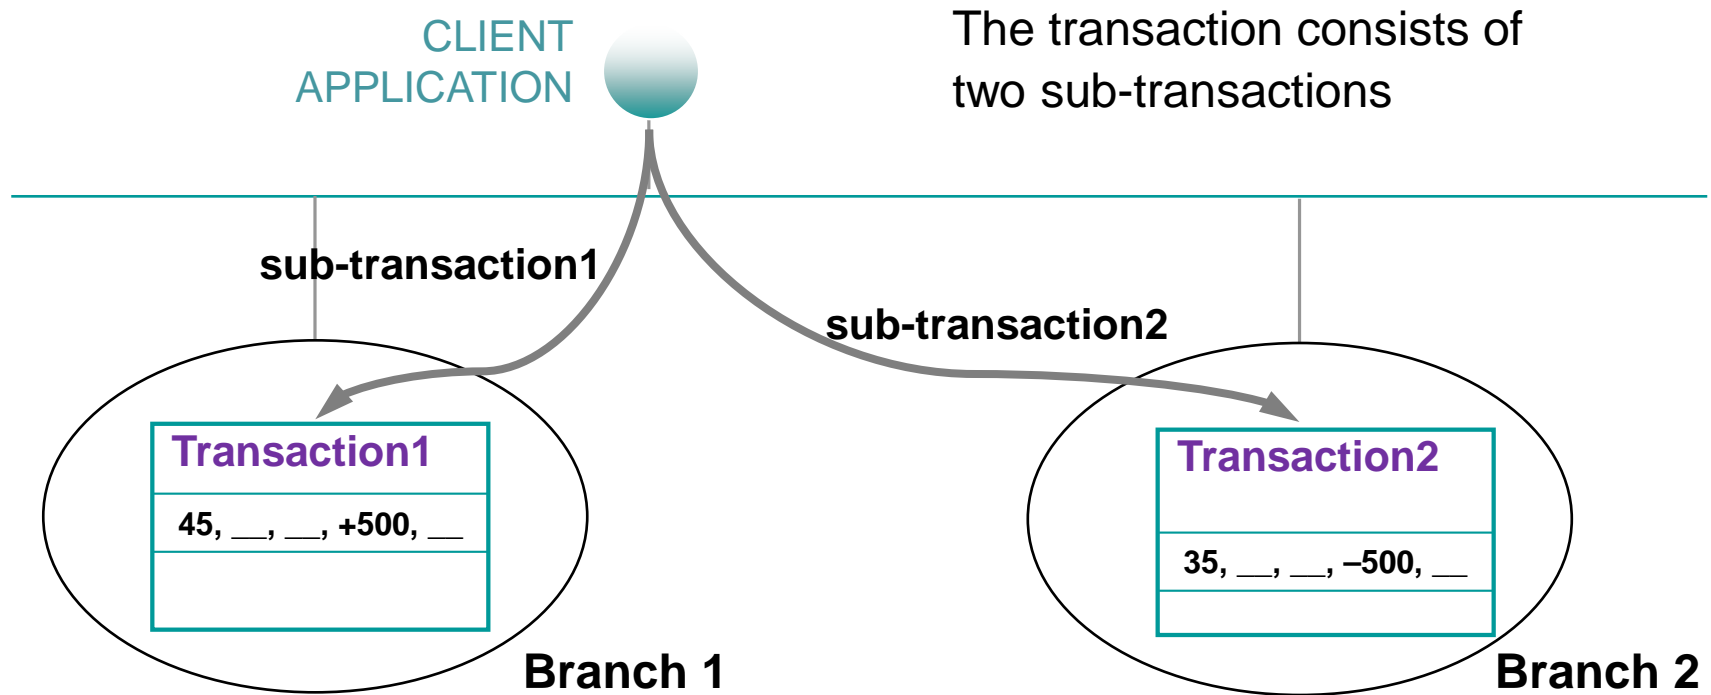 CLIENT
APPLICATION
The transaction consists of
two sub-transactions
sub-transaction1
sub-transaction2
Transaction1
45, __, __, +500, __
Branch 1
Transaction2
35, __, __, –500, __
Branch 2